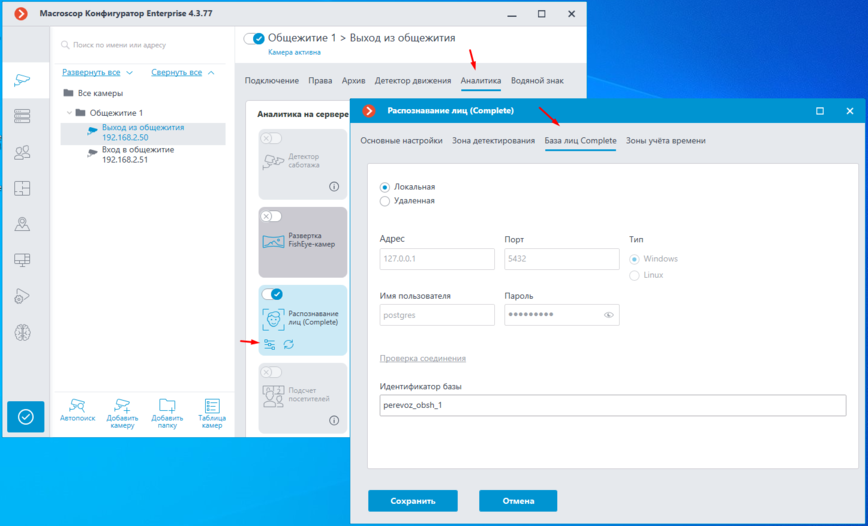 Macroscop Конфигуратор Enterprise 4.3.77
Поиск по имени или адресу
Развернуть все
Свернуть все
Все камеры
Общежитие 1
Выход из общежития
192.168.2.50
Вход в общежитие
192.168.2.51
Автопоиск
Добавить
камеру
Добавить
папку
Таблица
камер
Общежитие 1 > Выход из общежития
Камера активна
Подключение Права Архив Детектор движения Аналитика Водяной знак
Аналитика на сервере
Детектор
саботажа
Развертка
FishEye-камер
Распознавание
лиц (Complete)
Подсчет
посетителей
Распознавание лиц (Complete)
Основные настройки Зона детектирования База лиц Complete Зоны учёта времени
Локальная
Удаленная
Адрес Порт Тип
127.0.0.1 5432 Windows
Linux
Имя пользователя Пароль
postgres •••••••••
Проверка соединения
Идентификатор базы
perevoz_obsh_1
Сохранить Отмена